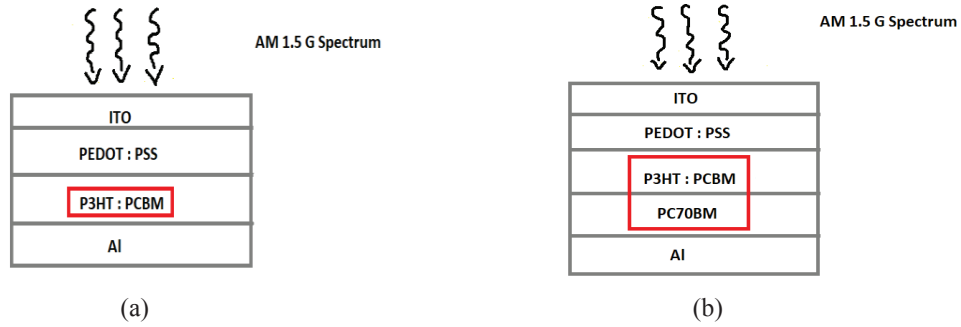 AM 1.5 G Spectrum
ITO
PEDOT : PSS
P3HT : PCBM
Al
(a)
AM 1.5 G Spectrum
ITO
PEDOT : PSS
P3HT : PCBM
PC70BM
Al
(b)